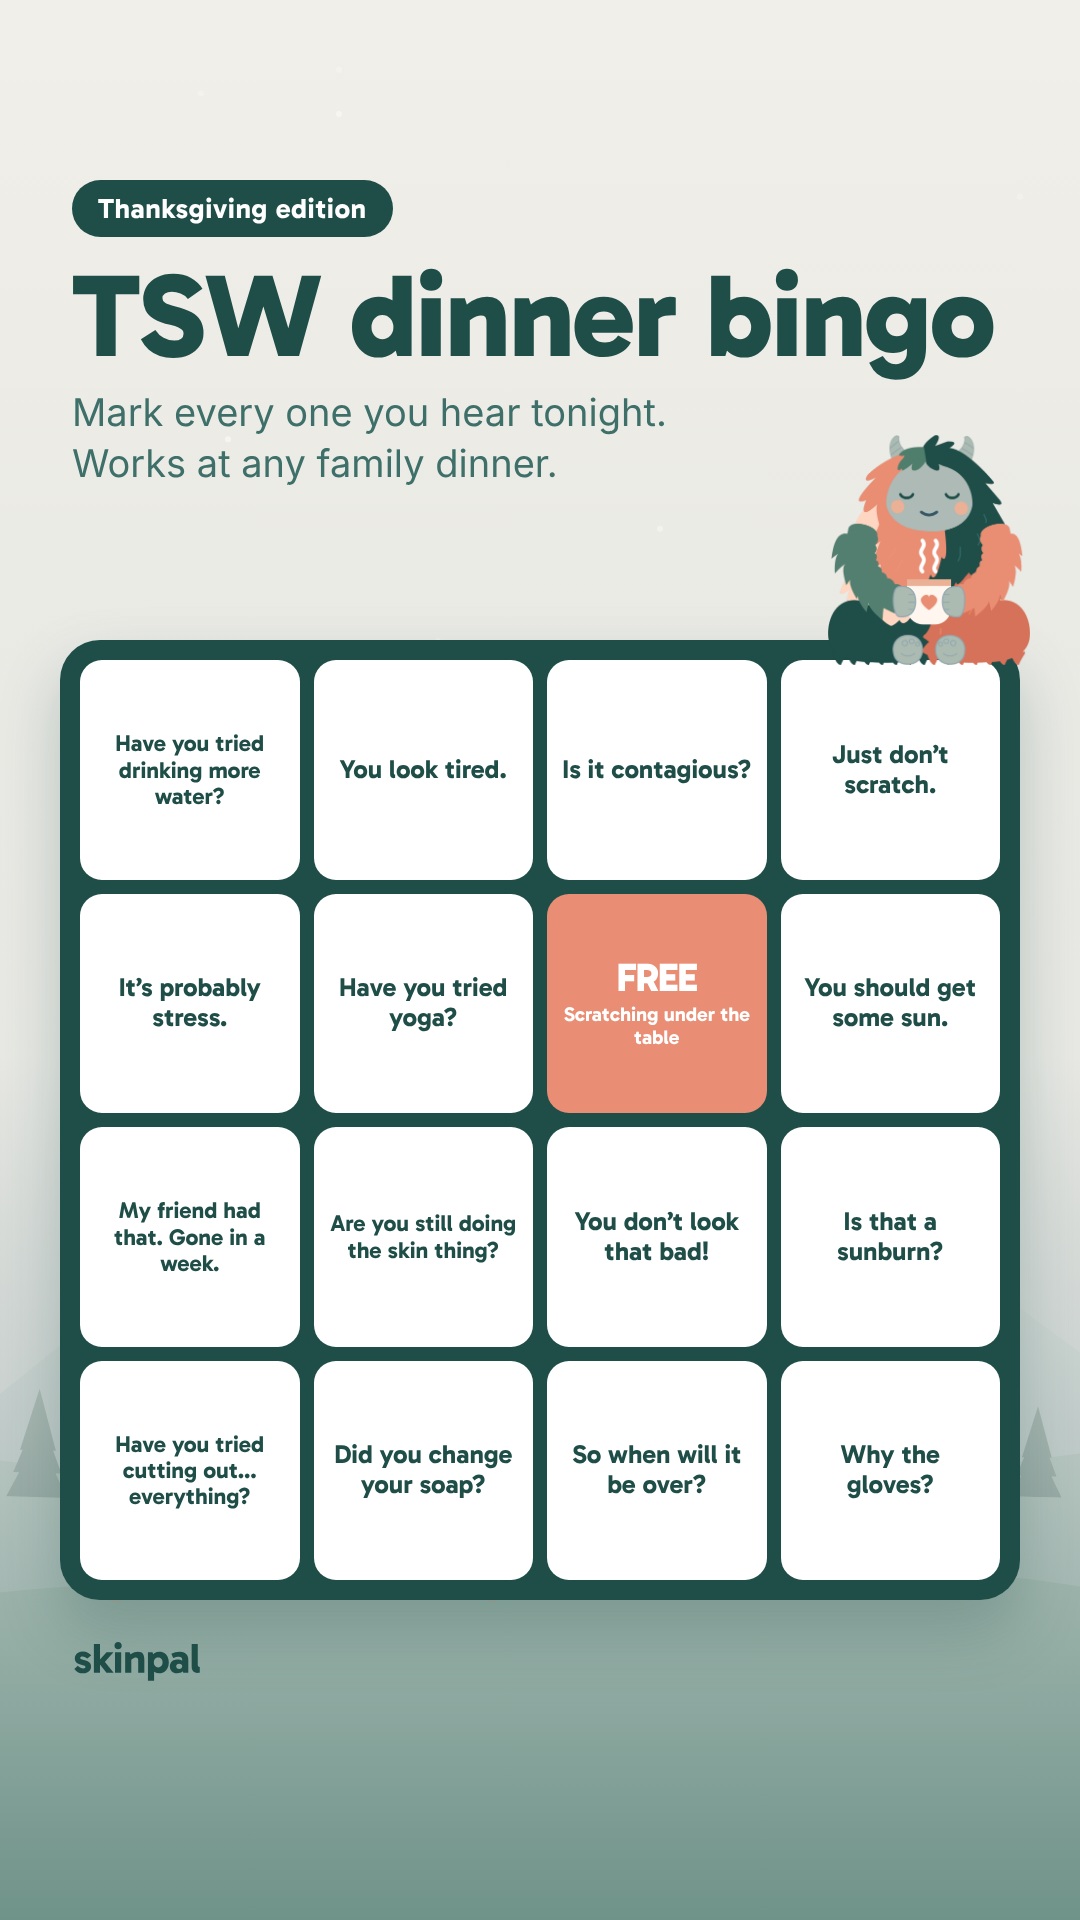 Thanksgiving edition
TSW dinner bingo
Mark every one you hear tonight.
Works at any family dinner.
Have you tried
drinking more
water?
You look tired.
Is it contagious?
Just don’t
scratch.
It’s probably
stress.
Have you tried
yoga?
FREE
Scratching under the
table
You should get
some sun.
My friend had
that. Gone in a
week.
Are you still doing
the skin thing?
You don’t look
that bad!
Is that a
sunburn?
Have you tried
cutting out...
everything?
Did you change
your soap?
So when will it
be over?
Why the
gloves?
skinpal